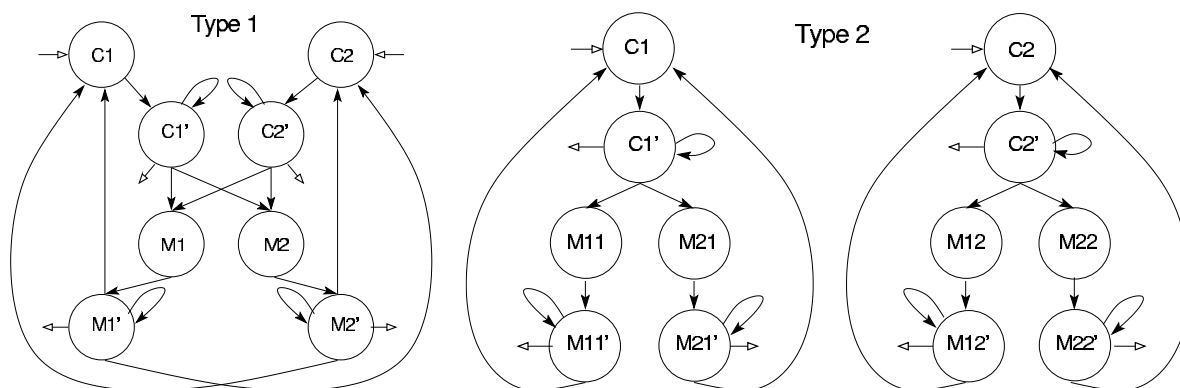 Type 1
C1
C2
C1'
C2'
M1
M2
M1'
M2'
Type 2
C1
C2
C1'
C2'
M11
M21
M12
M22
M11'
M21'
M12'
M22'